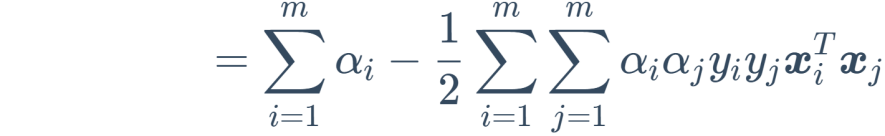 $= \sum_{i=1}^{m} \alpha_i - \frac{1}{2} \sum_{i=1}^{m} \sum_{j=1}^{m} \alpha_i \alpha_j y_i y_j \boldsymbol{x}_i^T \boldsymbol{x}_j$